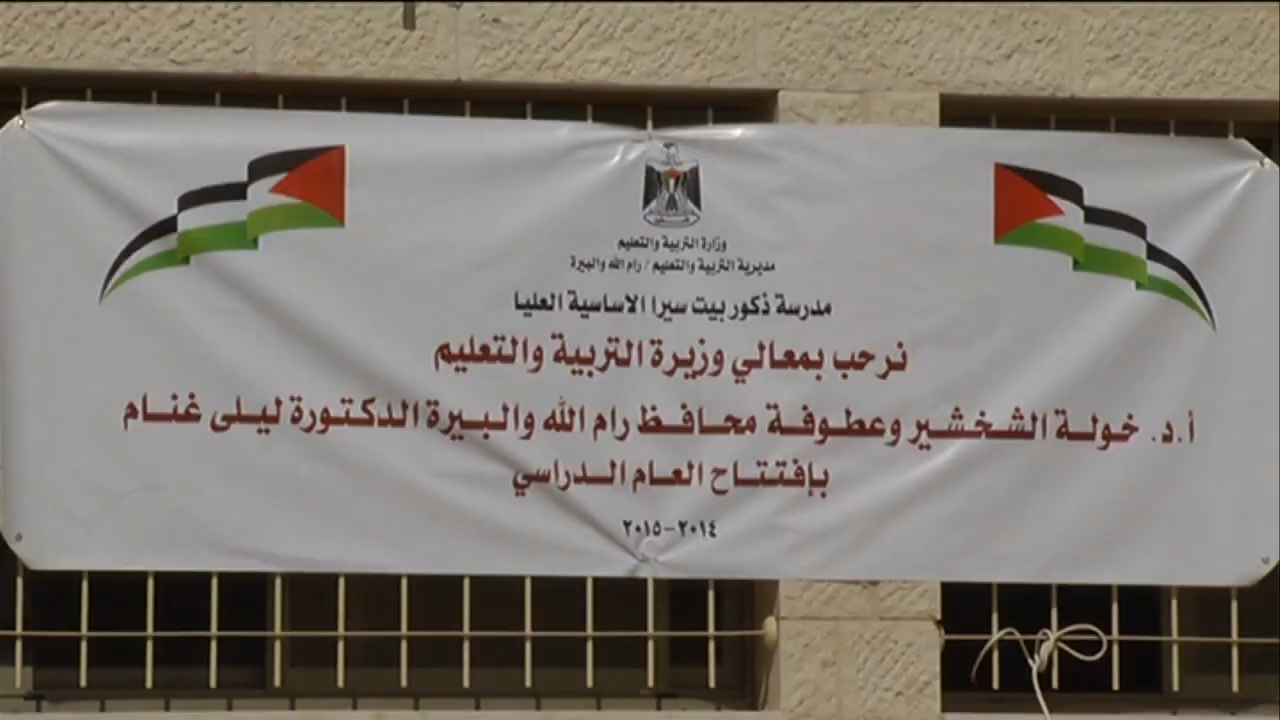 وزارة التربية والتعليم
مديرية التربية والتعليم / رام الله والبيرة
مدرسة ذكور بيت سيرا الاساسية العليا
نرحب بمعالي وزيرة التربية والتعليم
أ.د. خولة الشخشير وعطوفة محافظ رام الله والبيرة الدكتورة ليلى غنام
بإفتتاح العام الدراسي
٢٠١٤-٢٠١٥